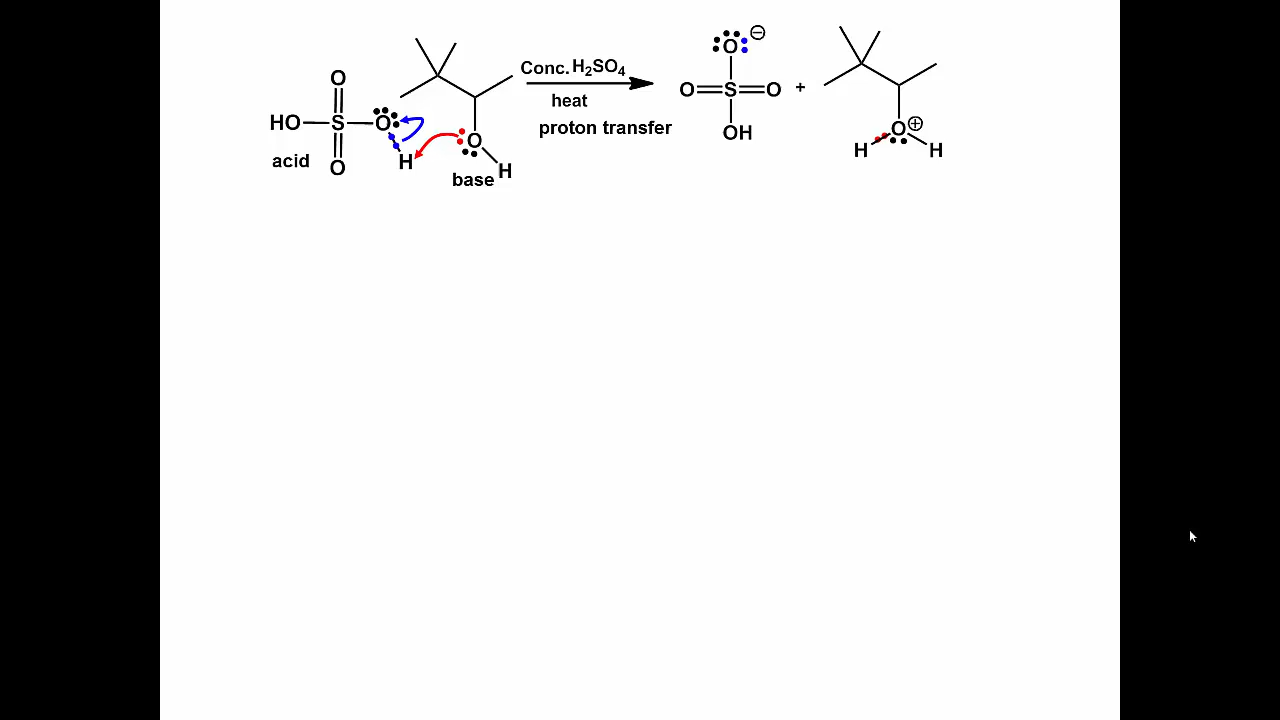 O
HO S O
H
O
acid
O
H
base
Conc. H₂SO₄
heat
proton transfer
O ⊖
O S O
OH
+
O ⊕
H H